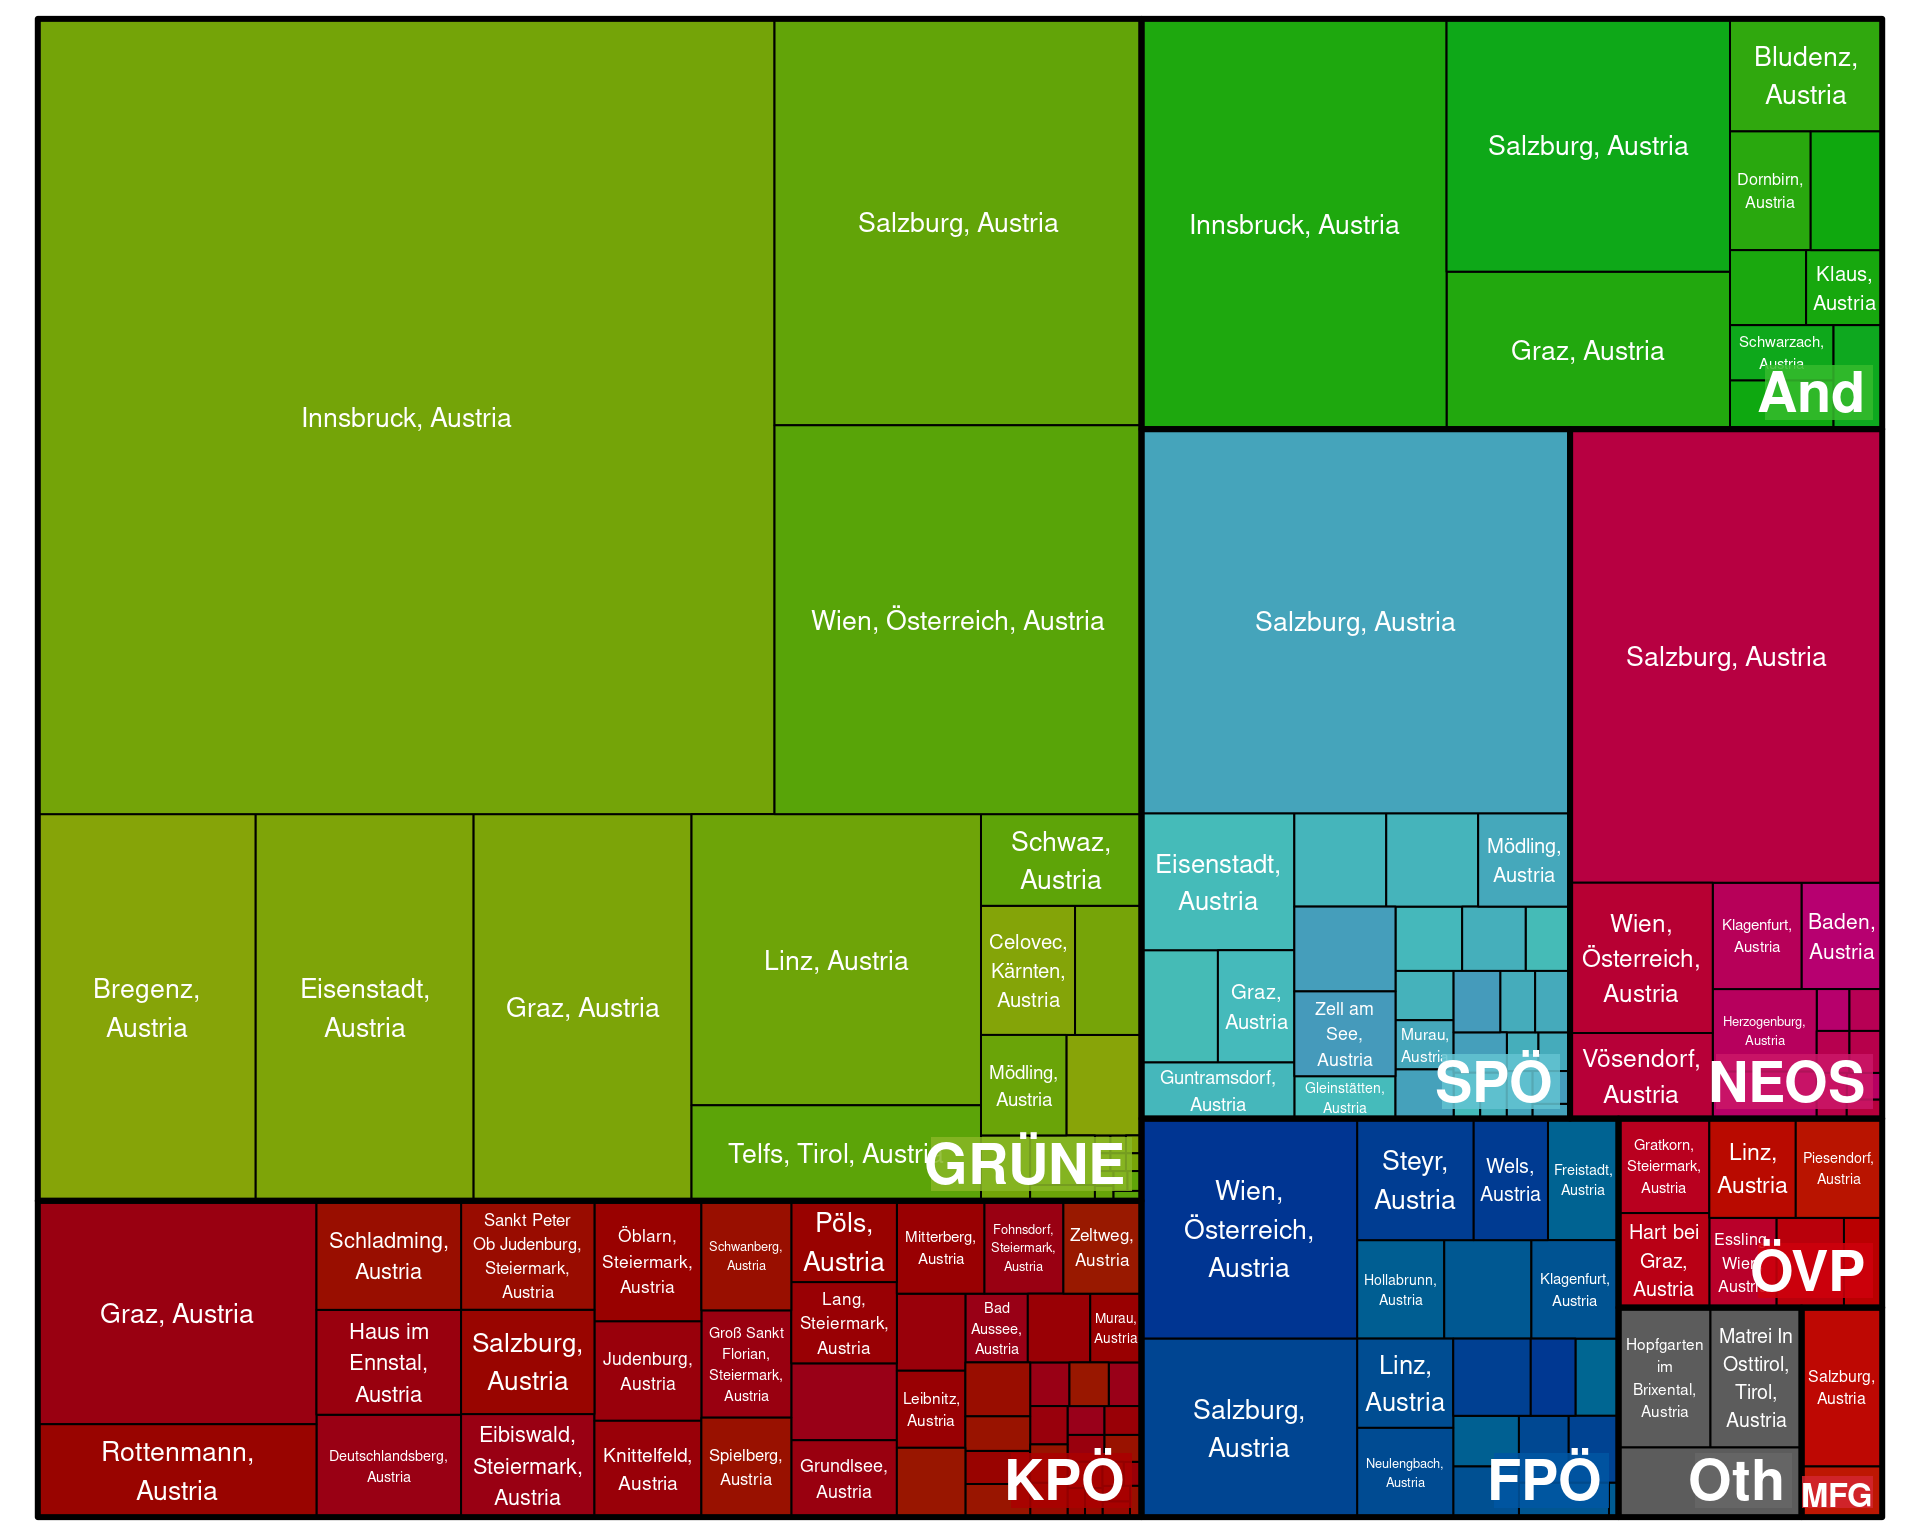 Innsbruck, Austria
Salzburg, Austria
Wien, Österreich, Austria
Bregenz,
Austria
Eisenstadt,
Austria
Graz, Austria
Linz, Austria
Telfs, Tirol, Austria
Schwaz,
Austria
Celovec,
Kärnten,
Austria
Mödling,
Austria
GRÜNE
Innsbruck, Austria
Salzburg, Austria
Graz, Austria
Bludenz,
Austria
Dornbirn,
Austria
Klaus,
Austria
Schwarzach,
Austria
And
Salzburg, Austria
Eisenstadt,
Austria
Mödling,
Austria
Graz,
Austria
Zell am
See,
Austria
Murau,
Austria
Guntramsdorf,
Austria
Gleinstätten,
Austria
SPÖ
Salzburg, Austria
Wien,
Österreich,
Austria
Klagenfurt,
Austria
Baden,
Austria
Herzogenburg,
Austria
Vösendorf,
Austria
NEOS
Graz, Austria
Rottenmann,
Austria
Schladming,
Austria
Haus im
Ennstal,
Austria
Deutschlandsberg,
Austria
Sankt Peter
Ob Judenburg,
Steiermark,
Austria
Salzburg,
Austria
Eibiswald,
Steiermark,
Austria
Öblarn,
Steiermark,
Austria
Judenburg,
Austria
Knittelfeld,
Austria
Schwanberg,
Austria
Groß Sankt
Florian,
Steiermark,
Austria
Spielberg,
Austria
Pöls,
Austria
Lang,
Steiermark,
Austria
Grundlsee,
Austria
Mitterberg,
Austria
Fohnsdorf,
Steiermark,
Austria
Zeltweg,
Austria
Bad
Aussee,
Austria
Murau,
Austria
Leibnitz,
Austria
KPÖ
Wien,
Österreich,
Austria
Salzburg,
Austria
Steyr,
Austria
Wels,
Austria
Freistadt,
Austria
Hollabrunn,
Austria
Klagenfurt,
Austria
Linz,
Austria
Neulengbach,
Austria
FPÖ
Gratkorn,
Steiermark,
Austria
Hart bei
Graz,
Austria
Linz,
Austria
Piesendorf,
Austria
Essling,
Wien,
Austria
ÖVP
Hopfgarten
im
Brixental,
Austria
Matrei In
Osttirol,
Tirol,
Austria
Oth
Salzburg,
Austria
MFG